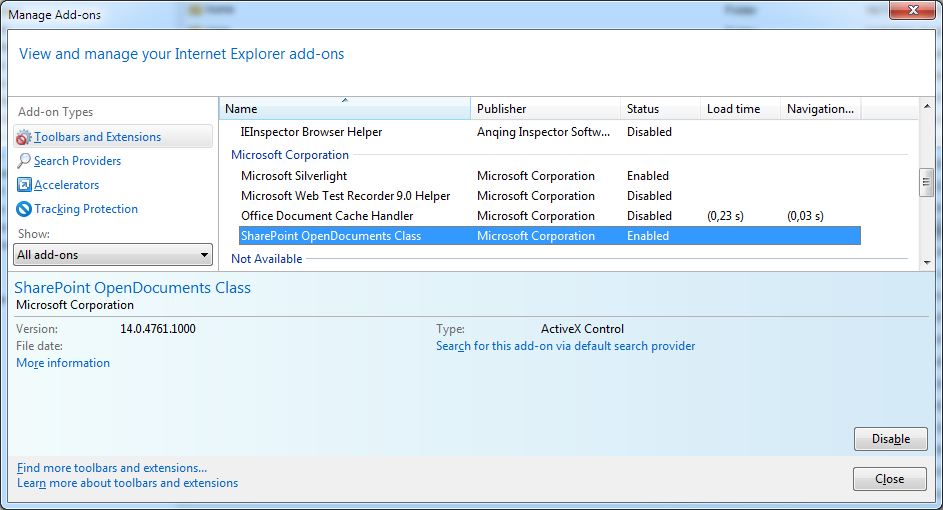 Manage Add-ons
View and manage your Internet Explorer add-ons
Add-on Types
Toolbars and Extensions
Search Providers
Accelerators
Tracking Protection
Show:
All add-ons
Name Publisher Status Load time Navigation...
IEInspector Browser Helper Anqing Inspector Softw... Disabled
Microsoft Corporation
Microsoft Silverlight Microsoft Corporation Enabled
Microsoft Web Test Recorder 9.0 Helper Microsoft Corporation Disabled
Office Document Cache Handler Microsoft Corporation Disabled (0,23 s) (0,03 s)
SharePoint OpenDocuments Class Microsoft Corporation Enabled
Not Available
SharePoint OpenDocuments Class
Microsoft Corporation
Version: 14.0.4761.1000 Type: ActiveX Control
File date: Search for this add-on via default search provider
More information
Disable
Find more toolbars and extensions...
Learn more about toolbars and extensions
Close